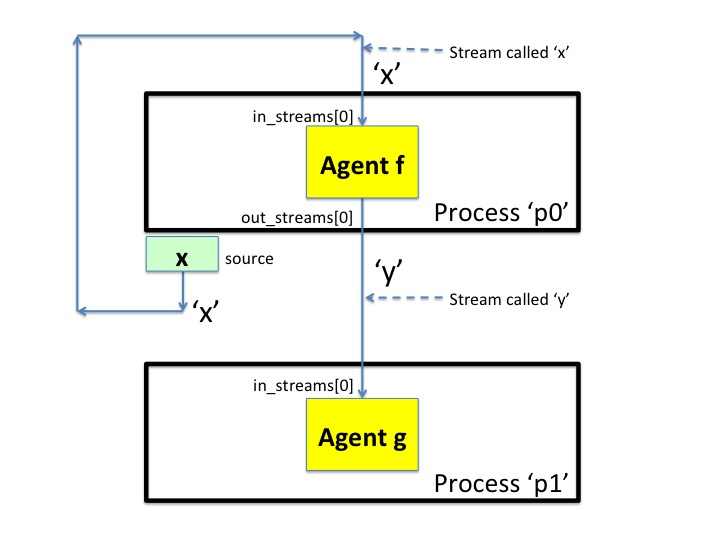 Stream called ‘x’
‘x’
in_streams[0]
Agent f
Process ‘p0’
out_streams[0]
x
source
‘y’
Stream called ‘y’
‘x’
in_streams[0]
Agent g
Process ‘p1’